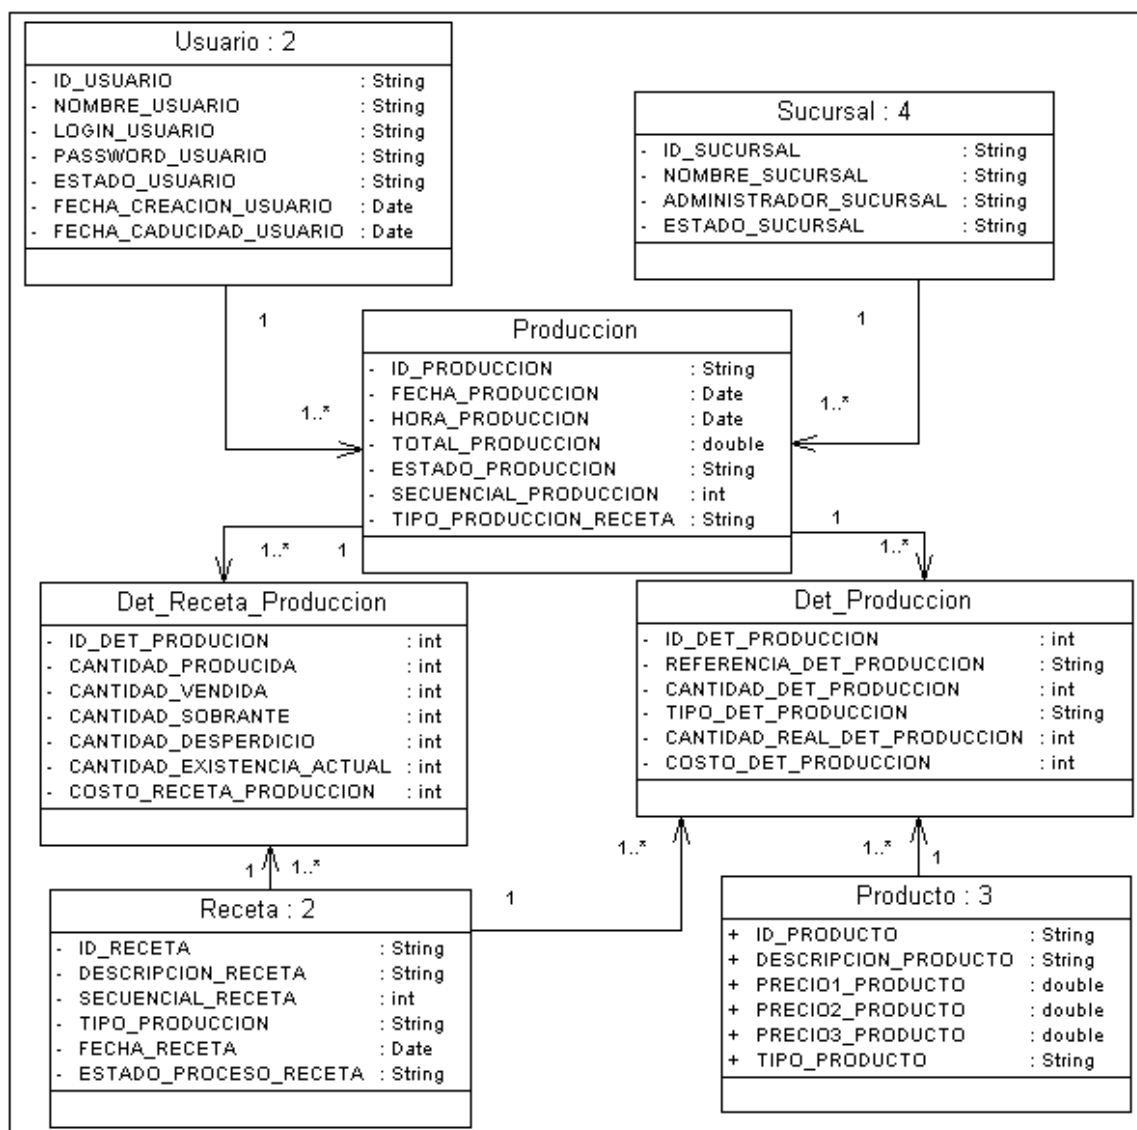 Usuario : 2
- ID_USUARIO : String
- NOMBRE_USUARIO : String
- LOGIN_USUARIO : String
- PASSWORD_USUARIO : String
- ESTADO_USUARIO : String
- FECHA_CREACION_USUARIO : Date
- FECHA_CADUCIDAD_USUARIO : Date
Sucursal : 4
- ID_SUCURSAL : String
- NOMBRE_SUCURSAL : String
- ADMINISTRADOR_SUCURSAL : String
- ESTADO_SUCURSAL : String
1
1
Produccion
- ID_PRODUCCION : String
- FECHA_PRODUCCION : Date
- HORA_PRODUCCION : Date
- TOTAL_PRODUCCION : double
- ESTADO_PRODUCCION : String
- SECUENCIAL_PRODUCCION : int
- TIPO_PRODUCCION_RECETA : String
1..*
1..*
1..*
1
1
1..*
Det_Receta_Produccion
- ID_DET_PRODUCION : int
- CANTIDAD_PRODUCIDA : int
- CANTIDAD_VENDIDA : int
- CANTIDAD_SOBRANTE : int
- CANTIDAD_DESPERDICIO : int
- CANTIDAD_EXISTENCIA_ACTUAL : int
- COSTO_RECETA_PRODUCCION : int
Det_Produccion
- ID_DET_PRODUCCION : int
- REFERENCIA_DET_PRODUCCION : String
- CANTIDAD_DET_PRODUCCION : int
- TIPO_DET_PRODUCCION : String
- CANTIDAD_REAL_DET_PRODUCCION : int
- COSTO_DET_PRODUCCION : int
1
1..*
1..*
1
1..*
1
Receta : 2
- ID_RECETA : String
- DESCRIPCION_RECETA : String
- SECUENCIAL_RECETA : int
- TIPO_PRODUCCION : String
- FECHA_RECETA : Date
- ESTADO_PROCESO_RECETA : String
Producto : 3
+ ID_PRODUCTO : String
+ DESCRIPCION_PRODUCTO : String
+ PRECIO1_PRODUCTO : double
+ PRECIO2_PRODUCTO : double
+ PRECIO3_PRODUCTO : double
+ TIPO_PRODUCTO : String